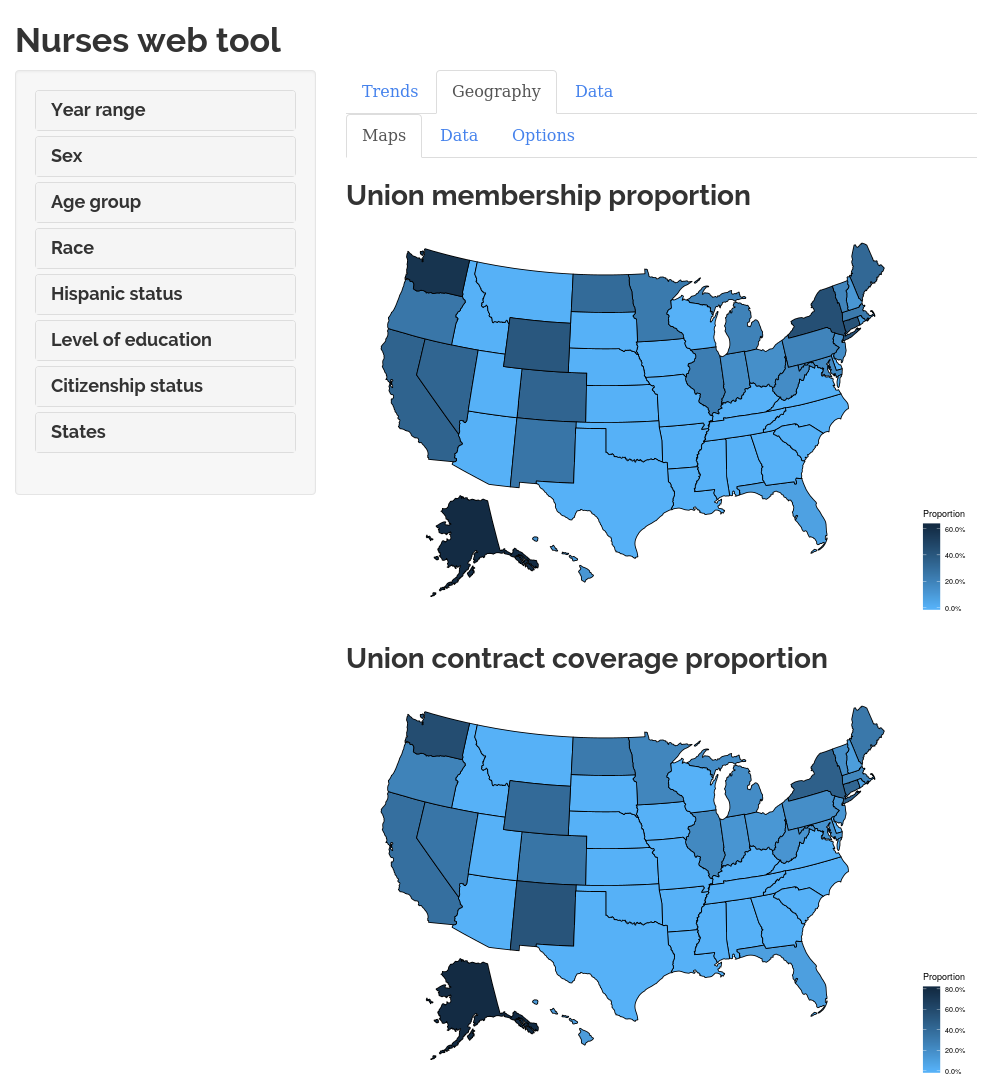 Nurses web tool
Year range
Sex
Age group
Race
Hispanic status
Level of education
Citizenship status
States
Trends
Geography
Data
Maps
Data
Options
Union membership proportion
Proportion
60.0%
40.0%
20.0%
0.0%
Union contract coverage proportion
Proportion
80.0%
60.0%
40.0%
20.0%
0.0%